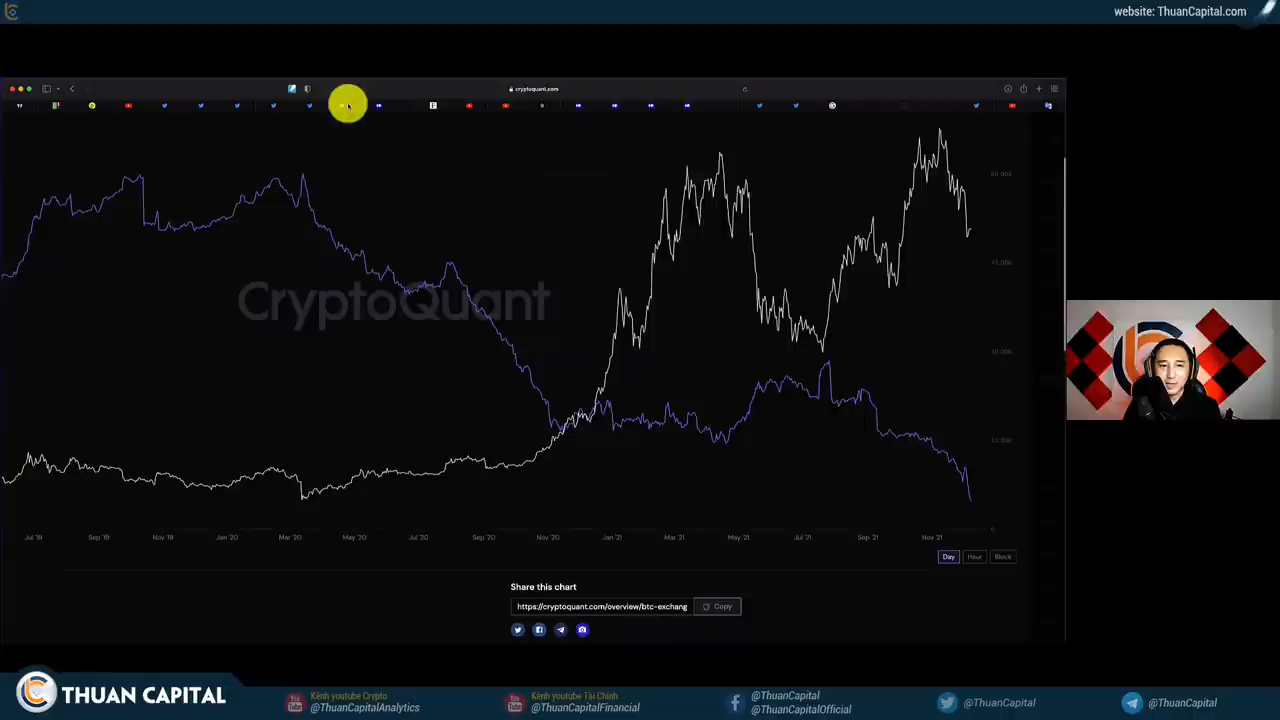 website: ThuanCapital.com
cryptoquant.com
CryptoQuant
15.00K
0
Jul '19
Sep '19
Nov '19
Jan '20
Mar '20
May '20
Jul '20
Sep '20
Nov '20
Jan '21
Mar '21
May '21
Jul '21
Sep '21
Nov '21
Day
Hour
Block
Share this chart
https://cryptoquant.com/overview/btc-exchang
Copy
THUAN CAPITAL
Kênh youtube Crypto
@ThuanCapitalAnalytics
Kênh youtube Tài Chính
@ThuanCapitalFinancial
@ThuanCapital
@ThuanCapitalOfficial
@ThuanCapital
@ThuanCapital